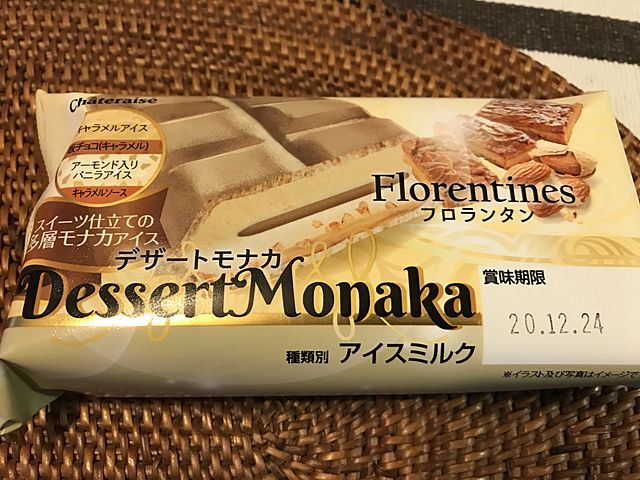 Châteraisé
キャラメルアイス
板チョコ(キャラメル)
アーモンド入り
バニラアイス
キャラメルソース
スイーツ仕立ての
多層モナカアイス
Florentines
フロランタン
デザートモナカ
DessertMonaka
賞味期限
20.12.24
種類別 アイスミルク
※イラスト及び写真はイメージで